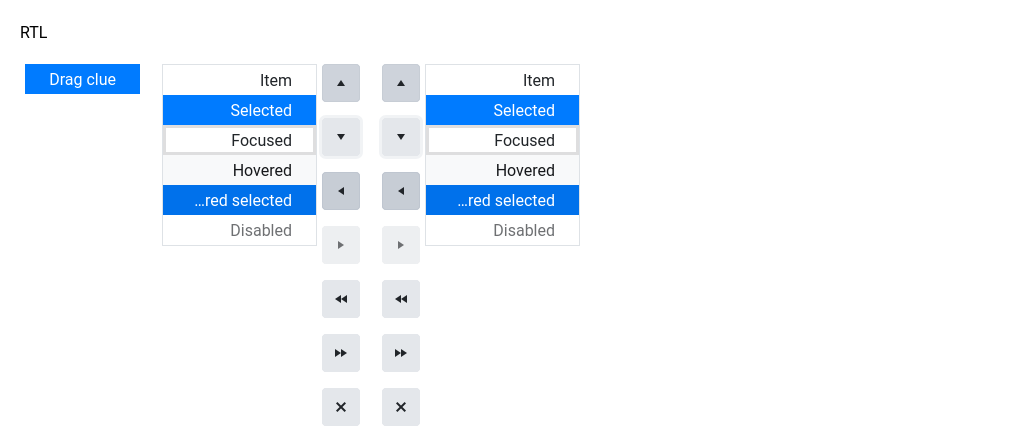 RTL
Drag clue
Item
Selected
Focused
Hovered
...red selected
Disabled
Item
Selected
Focused
Hovered
...red selected
Disabled